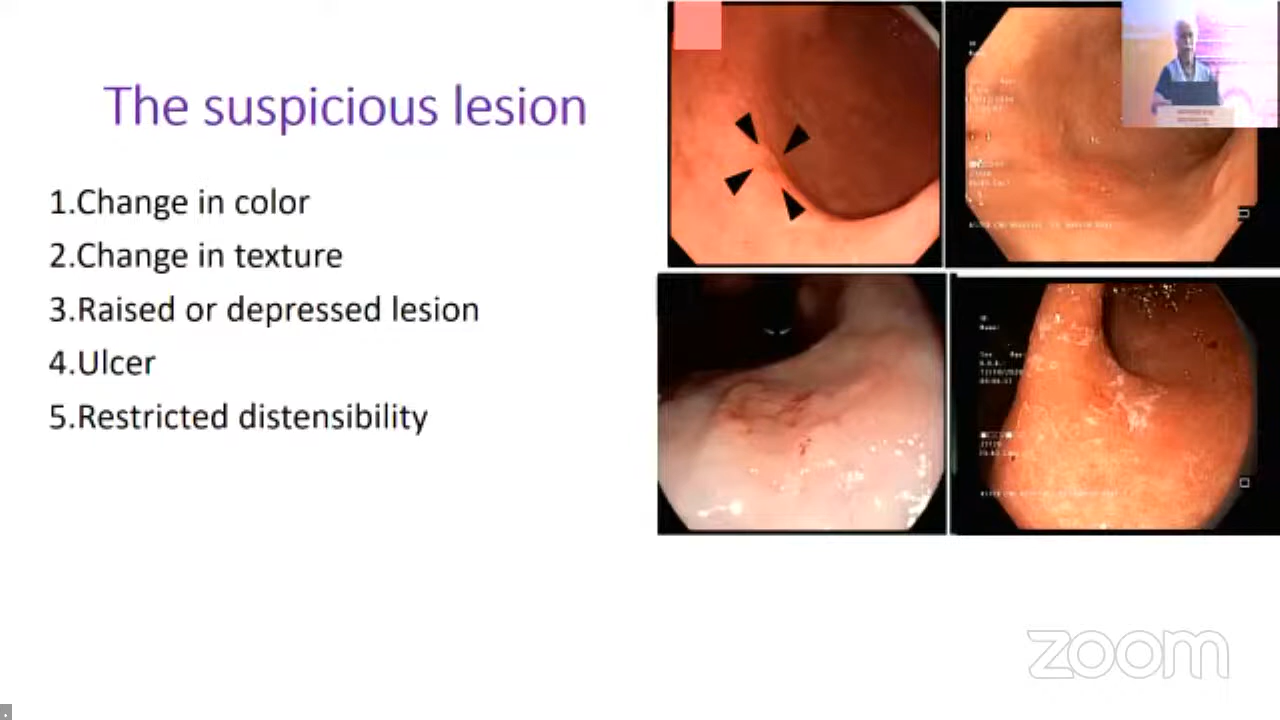 The suspicious lesion
1.Change in color
2.Change in texture
3.Raised or depressed lesion
4.Ulcer
5.Restricted distensibility
zoom